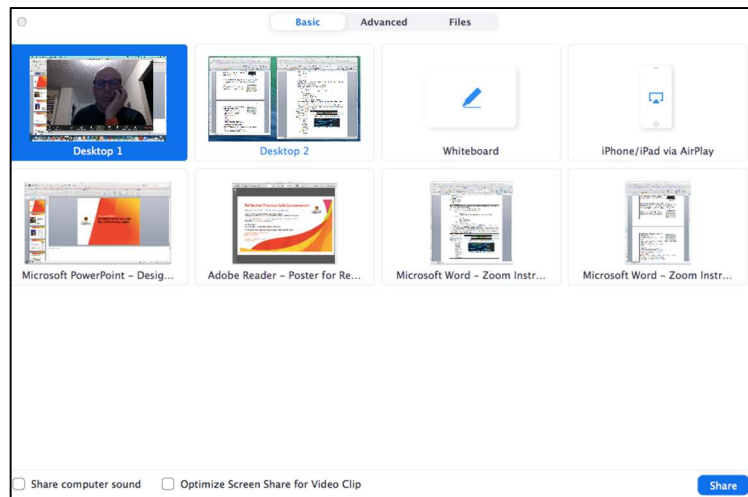 Basic Advanced Files
Desktop 1
Desktop 2
Whiteboard
iPhone/iPad via AirPlay
Microsoft PowerPoint – Desig...
Adobe Reader – Poster for Re...
Microsoft Word – Zoom Instr...
Microsoft Word – Zoom Instr...
Share computer sound
Optimize Screen Share for Video Clip
Share